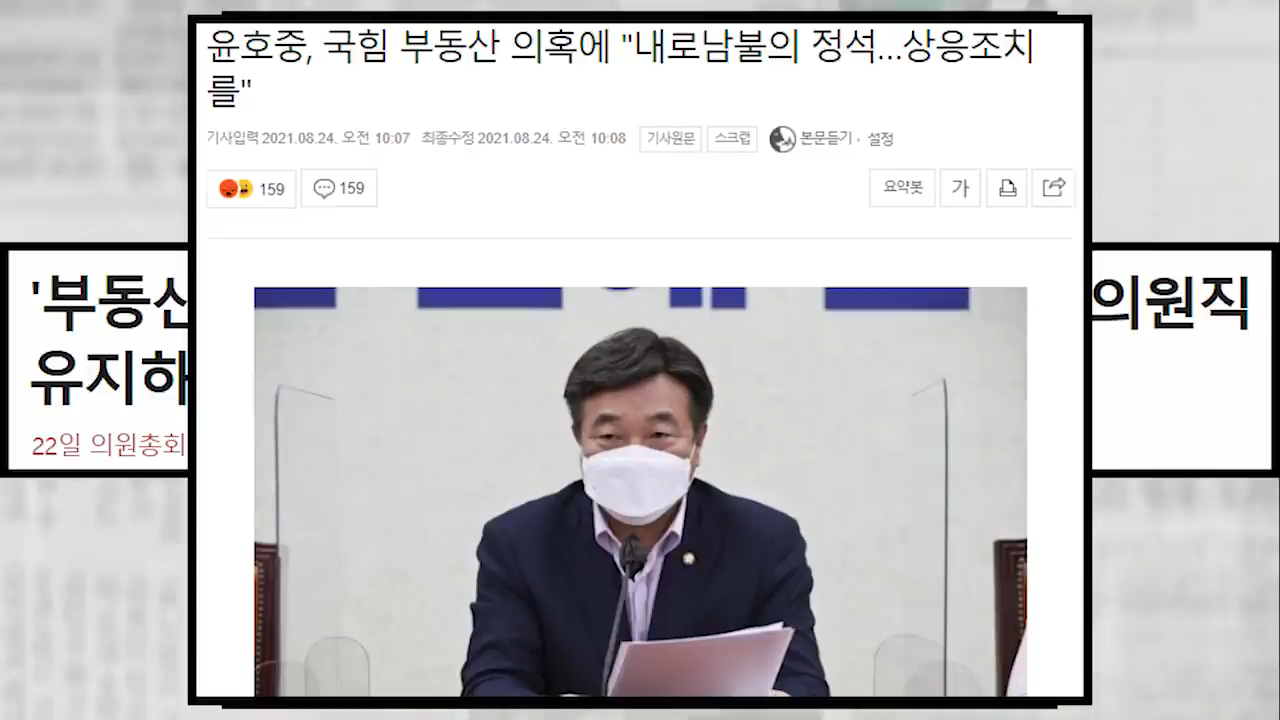 윤호중, 국힘 부동산 의혹에 "내로남불의 정석...상응조치
를"
기사입력 2021.08.24. 오전 10:07 최종수정 2021.08.24. 오전 10:08 기사원문 스크랩 본문듣기 · 설정
159 159 요약봇 가
'부동산 의원직
유지하
22일 의원총회